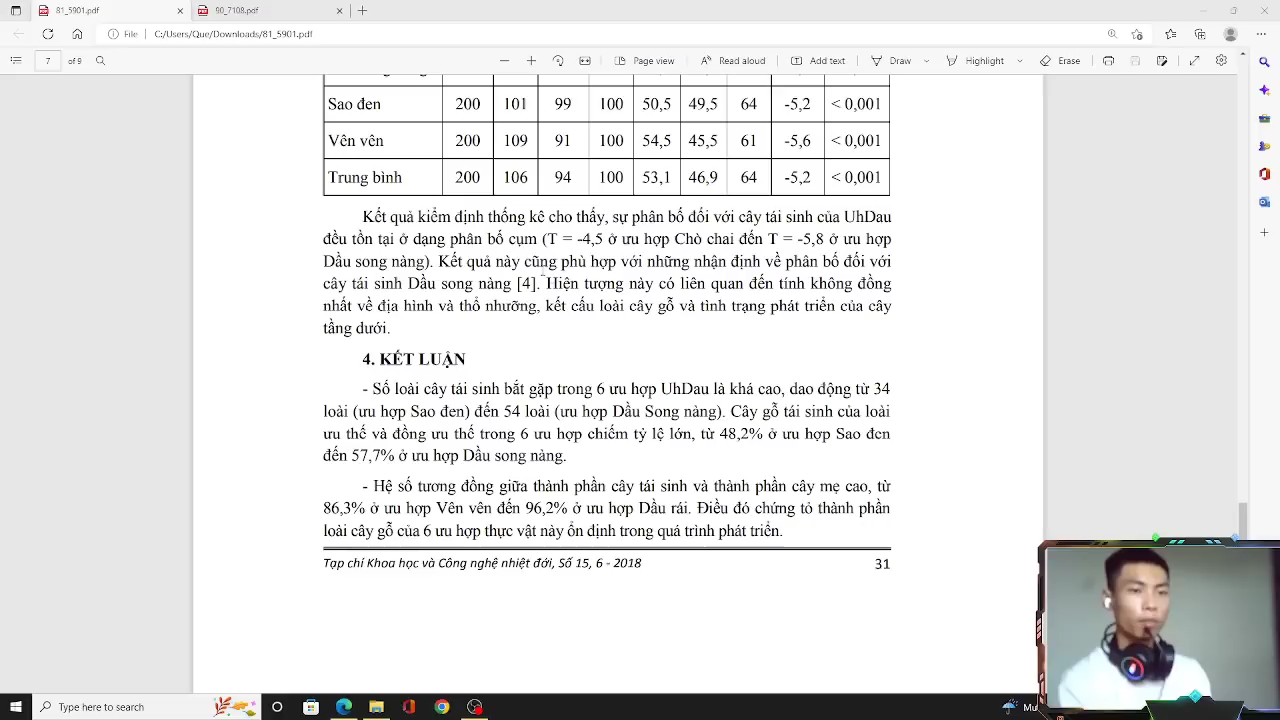 81_5901.pdf
90_7108.pdf
File
C:/Users/Que/Downloads/81_5901.pdf
7 of 9
Page view
Read aloud
Add text
Draw
Highlight
Erase
Sao đen 200 101 99 100 50,5 49,5 64 -5,2 < 0,001
Vên vên 200 109 91 100 54,5 45,5 61 -5,6 < 0,001
Trung bình 200 106 94 100 53,1 46,9 64 -5,2 < 0,001
Kết quả kiểm định thống kê cho thấy, sự phân bố đối với cây tái sinh của UhDau
đều tồn tại ở dạng phân bố cụm (T = -4,5 ở ưu hợp Chò chai đến T = -5,8 ở ưu hợp
Dầu song nàng). Kết quả này cũng phù hợp với những nhận định về phân bố đối với
cây tái sinh Dầu song nàng [4]. Hiện tượng này có liên quan đến tính không đồng
nhất về địa hình và thổ nhưỡng, kết cấu loài cây gỗ và tình trạng phát triển của cây
tầng dưới.
4. KẾT LUẬN
- Số loài cây tái sinh bắt gặp trong 6 ưu hợp UhDau là khá cao, dao động từ 34
loài (ưu hợp Sao đen) đến 54 loài (ưu hợp Dầu Song nàng). Cây gỗ tái sinh của loài
ưu thế và đồng ưu thế trong 6 ưu hợp chiếm tỷ lệ lớn, từ 48,2% ở ưu hợp Sao đen
đến 57,7% ở ưu hợp Dầu song nàng.
- Hệ số tương đồng giữa thành phần cây tái sinh và thành phần cây mẹ cao, từ
86,3% ở ưu hợp Vên vên đến 96,2% ở ưu hợp Dầu rái. Điều đó chứng tỏ thành phần
loài cây gỗ của 6 ưu hợp thực vật này ổn định trong quá trình phát triển.
Tạp chí Khoa học và Công nghệ nhiệt đới, Số 15, 6 - 2018 31
Type here to search